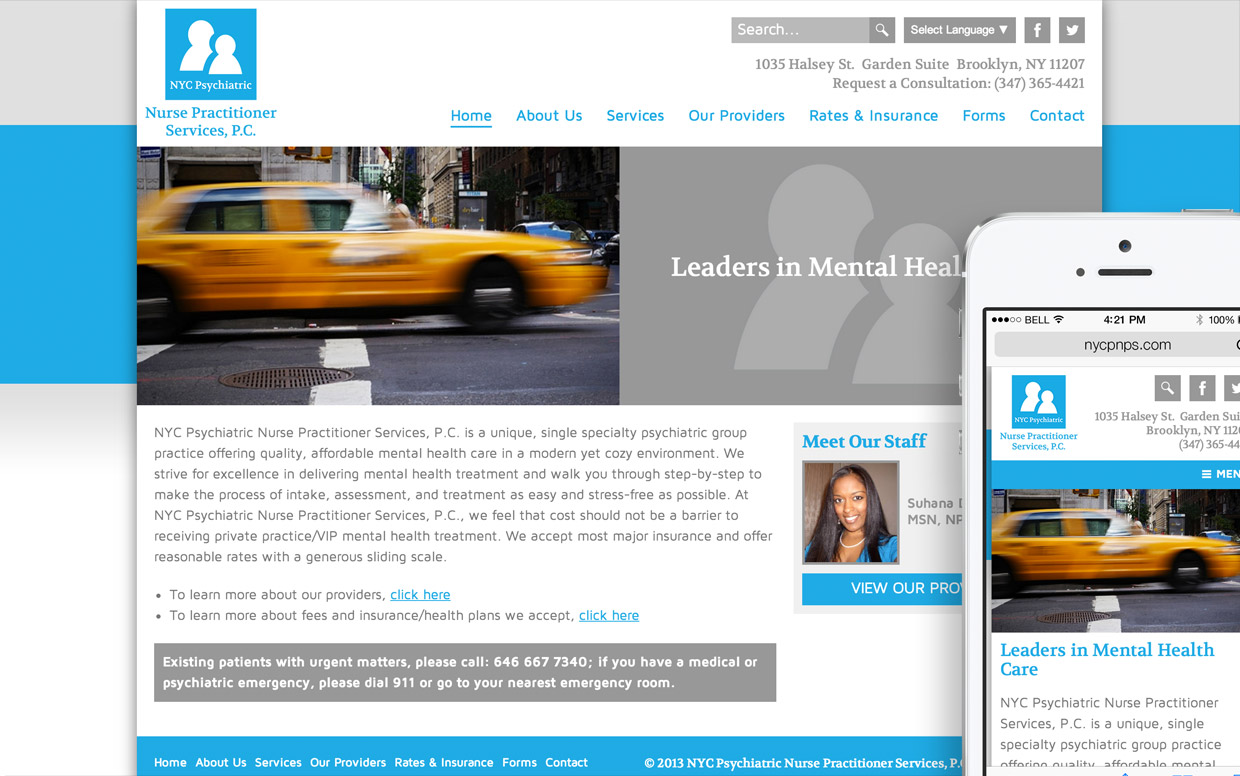 Search...
Select Language ▼
1035 Halsey St. Garden Suite Brooklyn, NY 11207
Request a Consultation: (347) 365-4421
NYC Psychiatric
Nurse Practitioner
Services, P.C.
Home About Us Services Our Providers Rates & Insurance Forms Contact
Leaders in Mental Heal
NYC Psychiatric Nurse Practitioner Services, P.C. is a unique, single specialty psychiatric group
practice offering quality, affordable mental health care in a modern yet cozy environment. We
strive for excellence in delivering mental health treatment and walk you through step-by-step to
make the process of intake, assessment, and treatment as easy and stress-free as possible. At
NYC Psychiatric Nurse Practitioner Services, P.C., we feel that cost should not be a barrier to
receiving private practice/VIP mental health treatment. We accept most major insurance and offer
reasonable rates with a generous sliding scale.
• To learn more about our providers, click here
• To learn more about fees and insurance/health plans we accept, click here
Existing patients with urgent matters, please call: 646 667 7340; if you have a medical or
psychiatric emergency, please dial 911 or go to your nearest emergency room.
Meet Our Staff
Suhana
MSN, NP
VIEW OUR PRO
Home About Us Services Our Providers Rates & Insurance Forms Contact
© 2013 NYC Psychiatric Nurse Practitioner Services, P.C
BELL 4:21 PM 100%
nycpnps.com
NYC Psychiatric
Nurse Practitioner
Services, P.C.
1035 Halsey St. Garden Sui
Brooklyn, NY 112
(347) 365-44
MEN
Leaders in Mental Health
Care
NYC Psychiatric Nurse Practitioner
Services, P.C. is a unique, single
specialty psychiatric group practice
offering quality, affordable mental